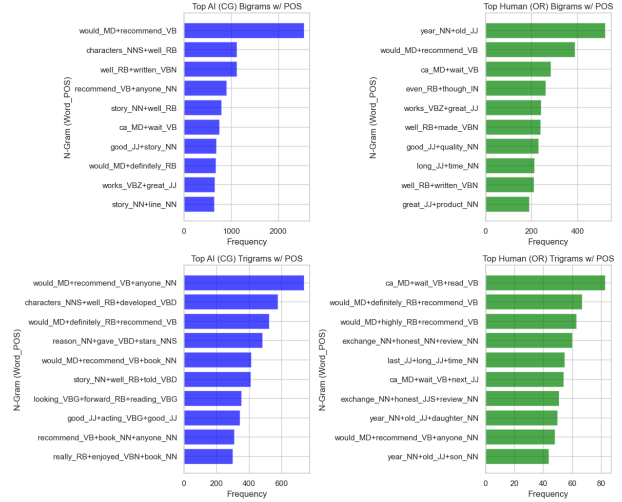 Top AI (CG) Bigrams w/ POS
N-Gram (Word_POS)
would_MD+recommend_VB
characters_NNS+well_RB
well_RB+written_VBN
recommend_VB+anyone_NN
story_NN+well_RB
ca_MD+wait_VB
good_JJ+story_NN
would_MD+definitely_RB
works_VBZ+great_JJ
story_NN+line_NN
0 1000 2000
Frequency
Top Human (OR) Bigrams w/ POS
N-Gram (Word_POS)
year_NN+old_JJ
would_MD+recommend_VB
ca_MD+wait_VB
even_RB+though_IN
works_VBZ+great_JJ
well_RB+made_VBN
good_JJ+quality_NN
long_JJ+time_NN
well_RB+written_VBN
great_JJ+product_NN
0 200 400
Frequency
Top AI (CG) Trigrams w/ POS
N-Gram (Word_POS)
would_MD+recommend_VB+anyone_NN
characters_NNS+well_RB+developed_VBD
would_MD+definitely_RB+recommend_VB
reason_NN+gave_VBD+stars_NNS
would_MD+recommend_VB+book_NN
story_NN+well_RB+told_VBD
looking_VBG+forward_RB+reading_VBG
good_JJ+acting_VBG+good_JJ
recommend_VB+book_NN+anyone_NN
really_RB+enjoyed_VBN+book_NN
0 200 400 600
Frequency
Top Human (OR) Trigrams w/ POS
N-Gram (Word_POS)
ca_MD+wait_VB+read_VB
would_MD+definitely_RB+recommend_VB
would_MD+highly_RB+recommend_VB
exchange_NN+honest_NN+review_NN
last_JJ+long_JJ+time_NN
ca_MD+wait_VB+next_JJ
exchange_NN+honest_JJS+review_NN
year_NN+old_JJ+daughter_NN
would_MD+recommend_VB+anyone_NN
year_NN+old_JJ+son_NN
0 20 40 60 80
Frequency